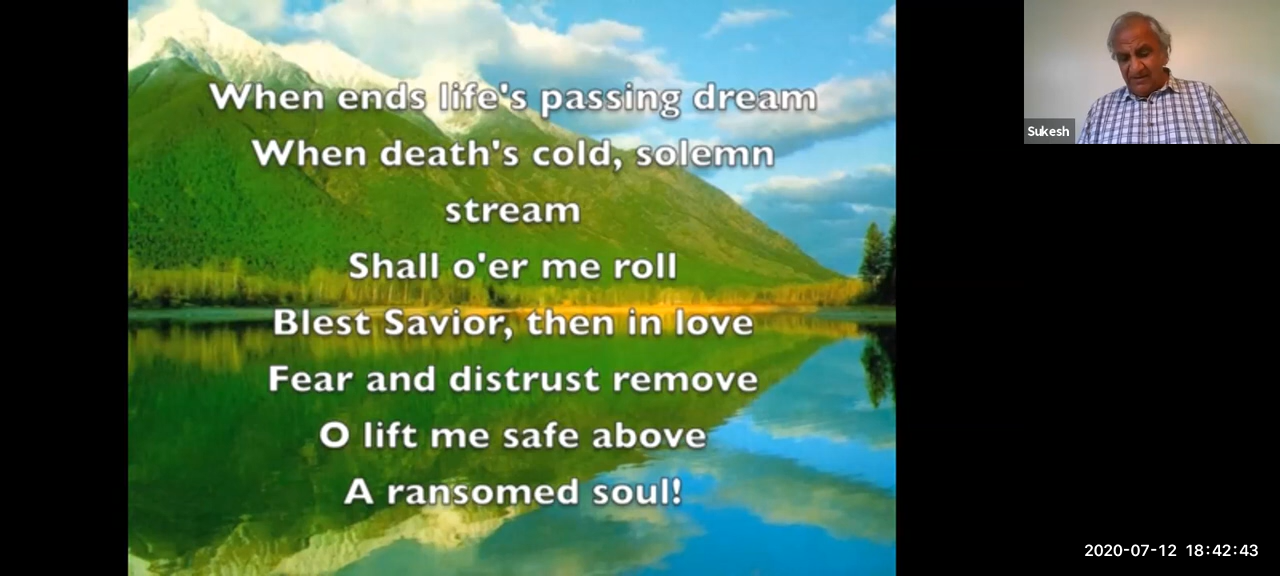 When ends life's passing dream
When death's cold, solemn
stream
Shall o'er me roll
Blest Savior, then in love
Fear and distrust remove
O lift me safe above
A ransomed soul!
Sukesh
2020-07-12 18:42:43